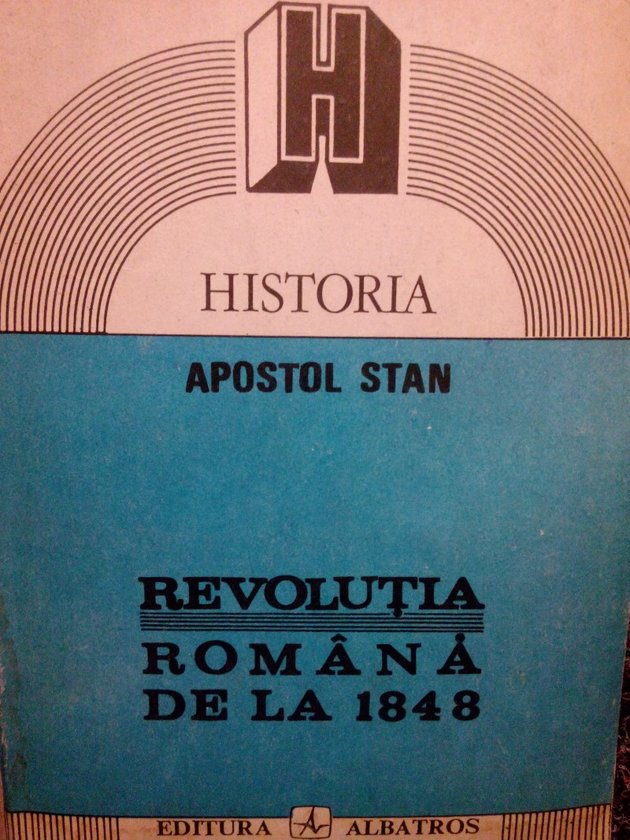 H
HISTORIA
APOSTOL STAN
REVOLUȚIA
ROMÂNĂ
DE LA 1848
EDITURA A ALBATROS